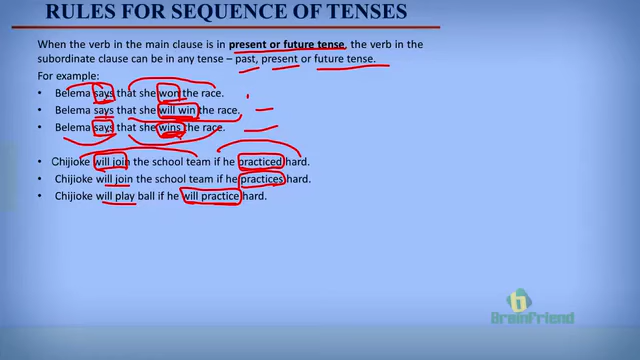 RULES FOR SEQUENCE OF TENSES
When the verb in the main clause is in present or future tense, the verb in the
subordinate clause can be in any tense – past, present or future tense.
For example:
• Belema says that she won the race.
• Belema says that she will win the race.
• Belema says that she wins the race.
• Chijioke will join the school team if he practiced hard.
• Chijioke will join the school team if he practices hard.
• Chijioke will play ball if he will practice hard.
b
BrainFriend